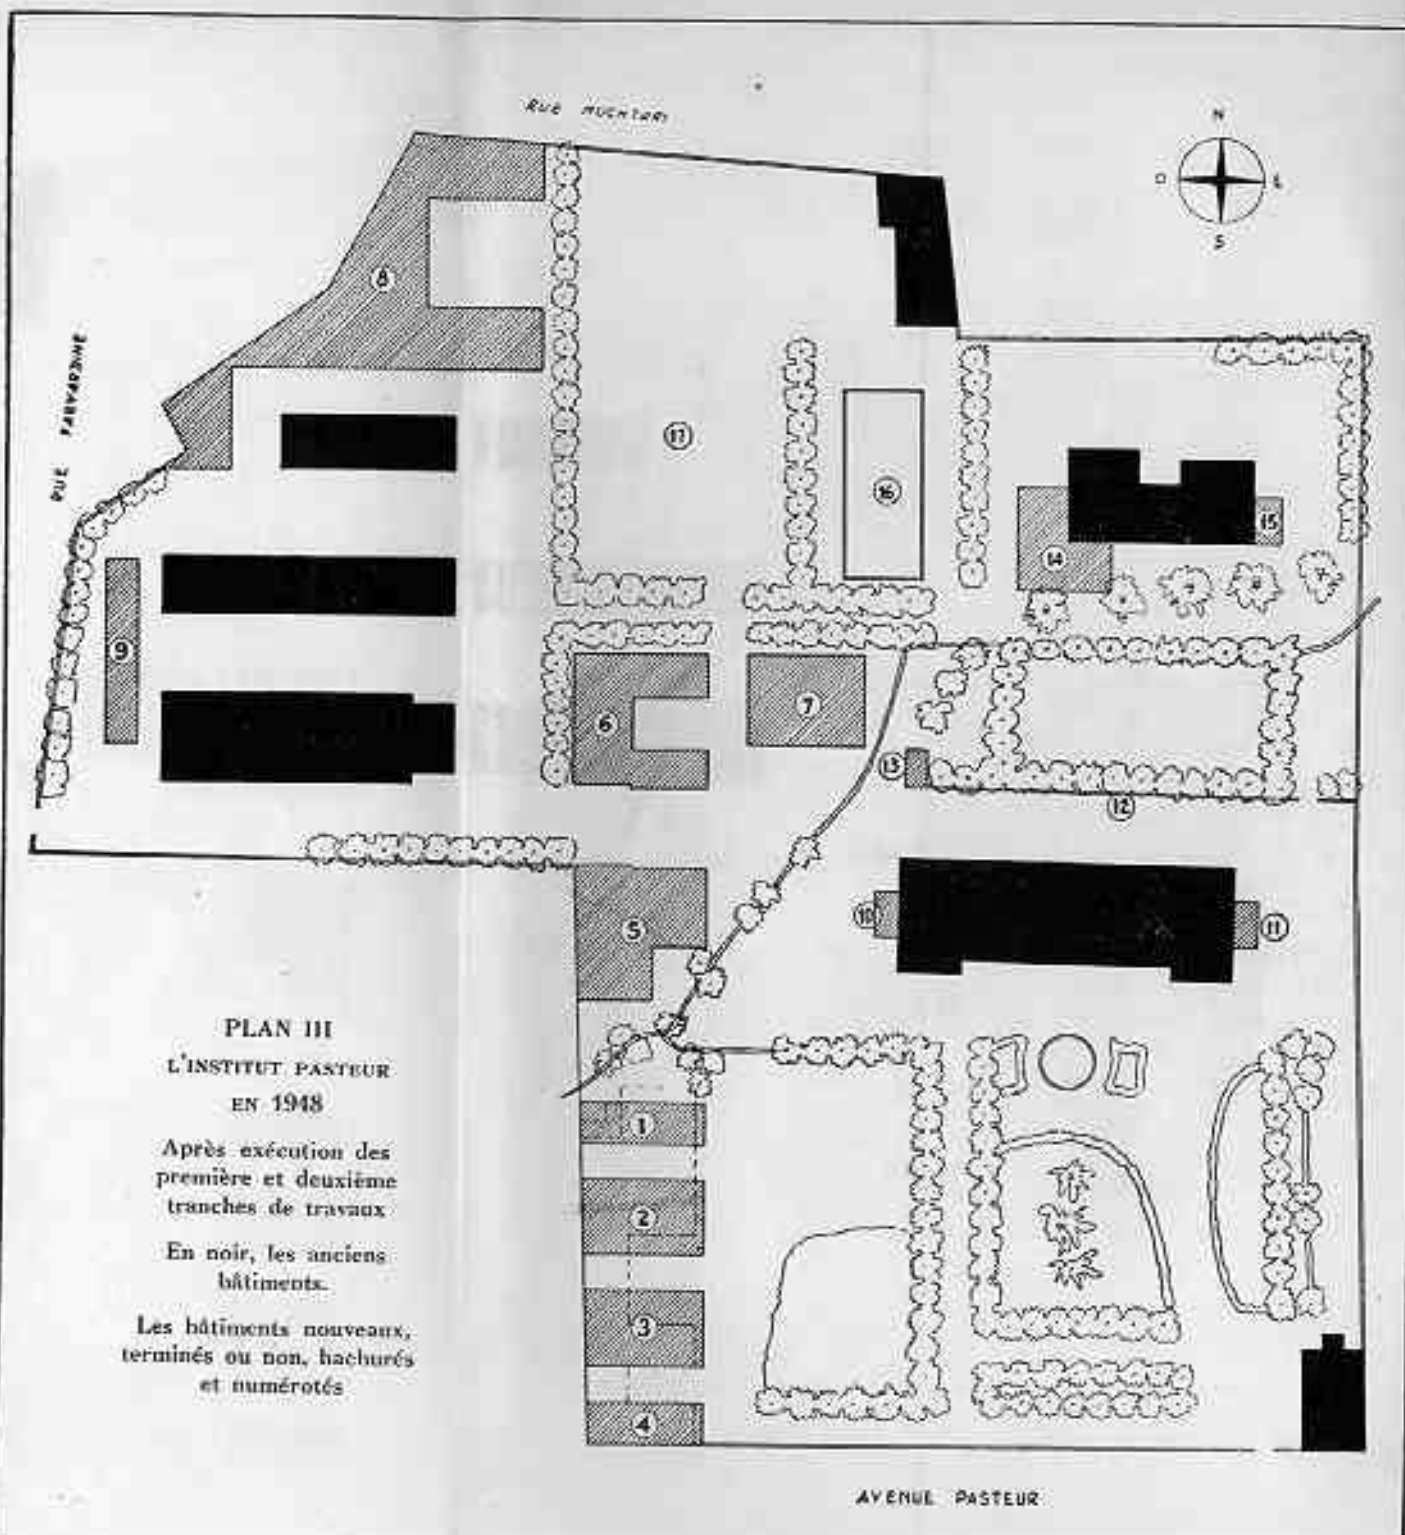 RUE MUCHTARI
N
O
E
S
8
RUE FARVARDINE
17
16
15
14
9
6
7
13
12
10
11
5
PLAN III
L'INSTITUT PASTEUR
EN 1948
Après exécution des
première et deuxième
tranches de travaux
En noir, les anciens
bâtiments.
Les bâtiments nouveaux,
terminés ou non, hachurés
et numérotés
1
2
3
4
AVENUE PASTEUR